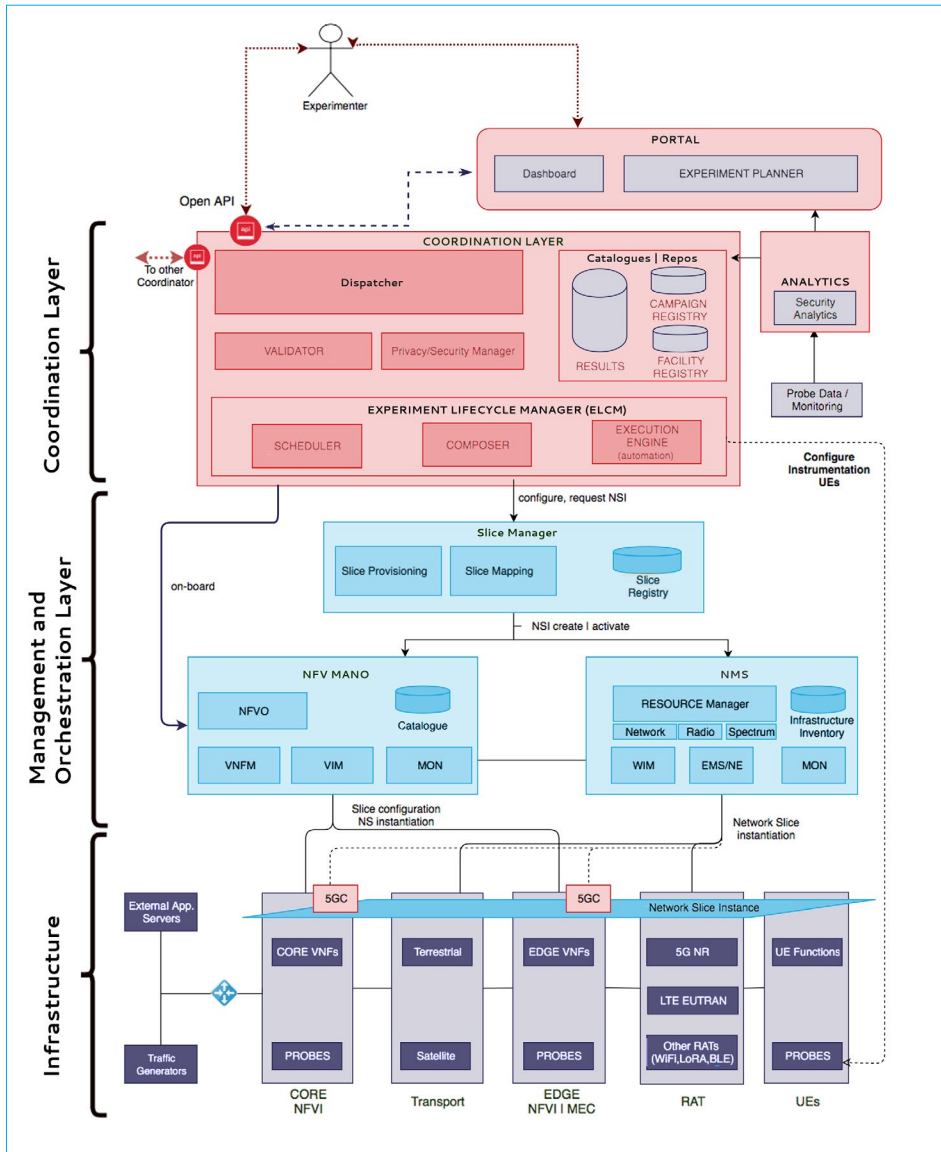 Experimenter
PORTAL
Dashboard
EXPERIMENT PLANNER
Open API
api
COORDINATION LAYER
api
To other
Coordinator
Dispatcher
Catalogues | Repos
CAMPAIGN
REGISTRY
RESULTS
FACILITY
REGISTRY
ANALYTICS
Security
Analytics
VALIDATOR
Privacy/Security Manager
Probe Data /
Monitoring
EXPERIMENT LIFECYCLE MANAGER (ELCM)
SCHEDULER
COMPOSER
EXECUTION
ENGINE
(automation)
Configure
Instrumentation
UEs
Coordination Layer
configure, request NSI
Slice Manager
Slice Provisioning
Slice Mapping
Slice
Registry
on-board
NSI create | activate
Management and
Orchestration Layer
NFV MANO
NFVO
Catalogue
VNFM
VIM
MON
NMS
RESOURCE Manager
Network
Radio
Spectrum
Infrastructure
Inventory
WIM
EMS/NE
MON
Slice configuration
NS instantiation
Network Slice
instantiation
Infrastructure
External App.
Servers
Traffic
Generators
5GC
5GC
Network Slice Instance
CORE VNFs
Terrestrial
EDGE VNFs
5G NR
UE Functions
LTE EUTRAN
PROBES
Satellite
PROBES
Other RATs
(WiFi,LoRA,BLE)
PROBES
CORE
NFVI
Transport
EDGE
NFVI | MEC
RAT
UEs